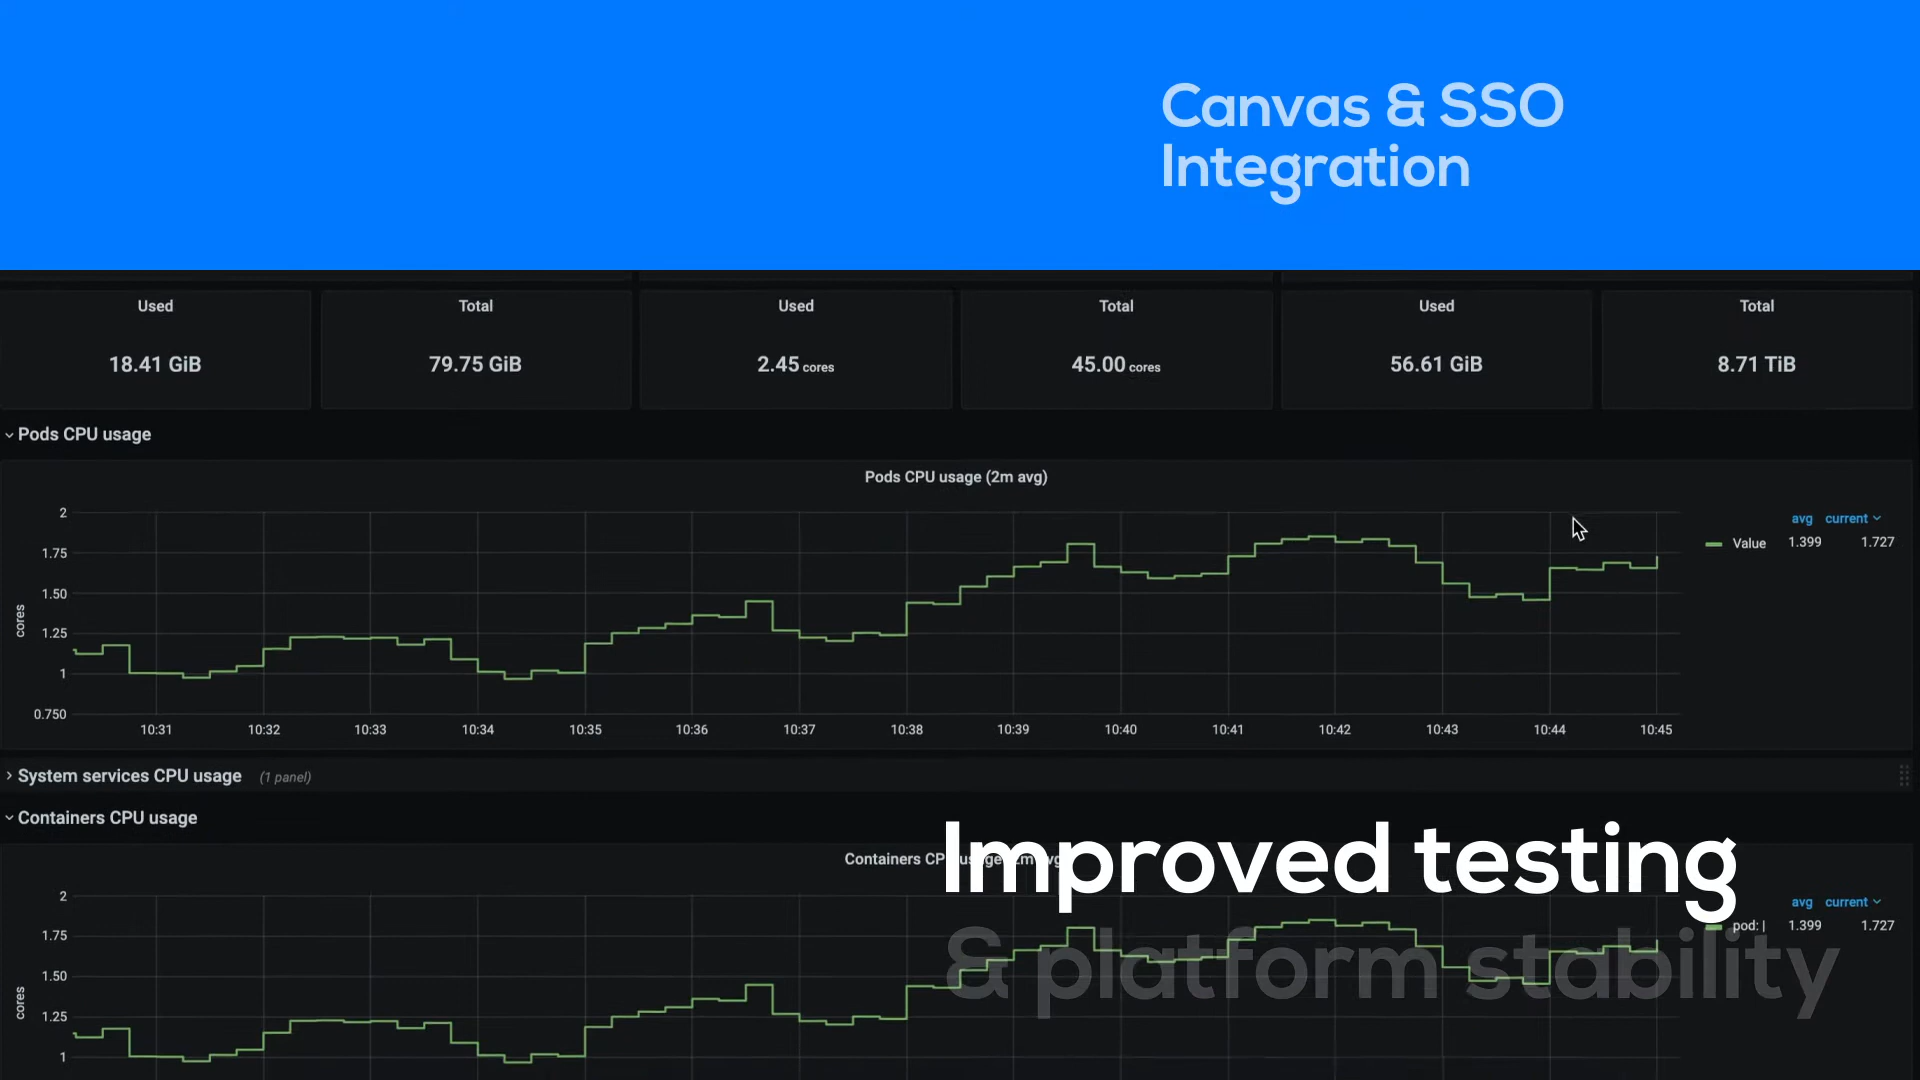 Canvas & SSO
Integration
Used
Total
Used
Total
Used
Total
18.41 GiB
79.75 GiB
2.45 cores
45.00 cores
56.61 GiB
8.71 TiB
Pods CPU usage
Pods CPU usage (2m avg)
avg current
Value 1.399 1.727
cores
2
1.75
1.50
1.25
1
0.750
10:31 10:32 10:33 10:34 10:35 10:36 10:37 10:38 10:39 10:40 10:41 10:42 10:43 10:44 10:45
System services CPU usage (1 panel)
Containers CPU usage
Improved testing
& platform stability
avg current
pod: | 1.399 1.727
cores
2
1.75
1.50
1.25
1